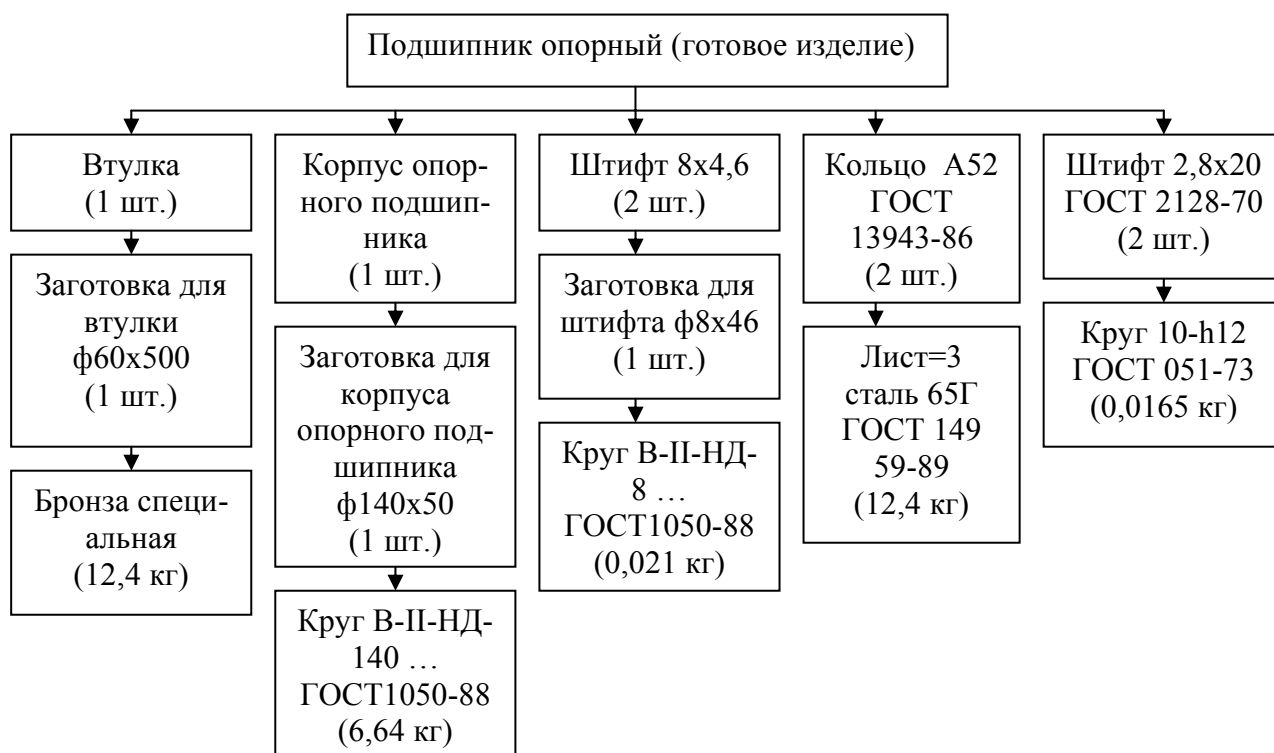 Подшипник опорный (готовое изделие)
Втулка
(1 шт.)
Корпус опор-
ного подшип-
ника
(1 шт.)
Штифт 8х4,6
(2 шт.)
Кольцо А52
ГОСТ
13943-86
(2 шт.)
Штифт 2,8х20
ГОСТ 2128-70
(2 шт.)
Заготовка для
втулки
ф60х500
(1 шт.)
Заготовка для
корпуса
опорного под-
шипника
ф140х50
(1 шт.)
Заготовка для
штифта ф8х46
(1 шт.)
Лист=3
сталь 65Г
ГОСТ 149
59-89
(12,4 кг)
Круг 10-h12
ГОСТ 051-73
(0,0165 кг)
Бронза специ-
альная
(12,4 кг)
Круг В-II-НД-
140 …
ГОСТ1050-88
(6,64 кг)
Круг В-II-НД-
8 …
ГОСТ1050-88
(0,021 кг)